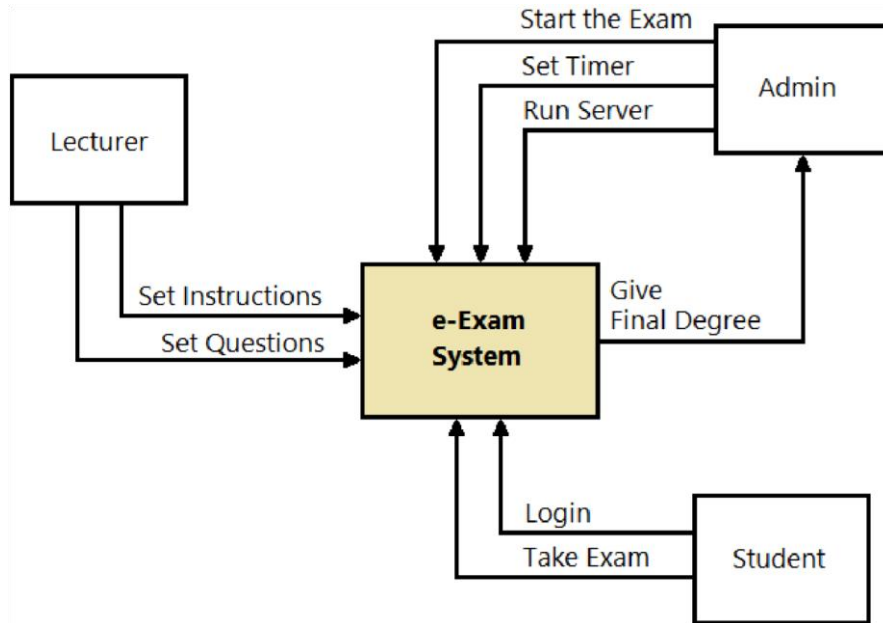 Start the Exam
Set Timer
Run Server
Admin
Lecturer
Set Instructions
Set Questions
e-Exam
System
Give
Final Degree
Login
Take Exam
Student